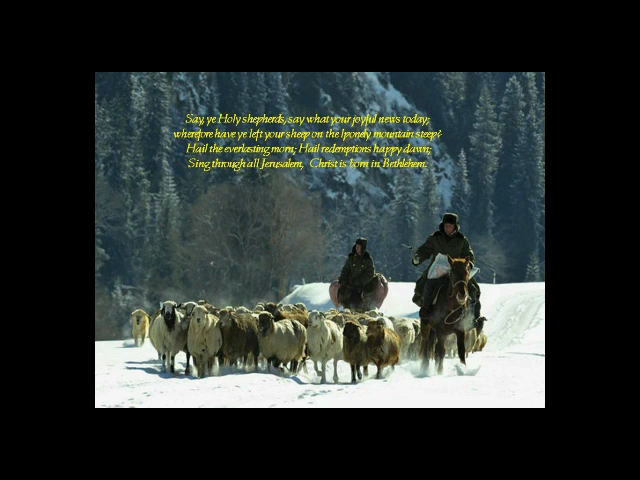 Say, ye Holy shepherds, say what your joyful news today;
wherefore have ye left your sheep on the lponely mountain steep?
Hail the everlasting morn; Hail redemptions happy dawn;
Sing through all Jerusalem, Christ is born in Bethlehem.